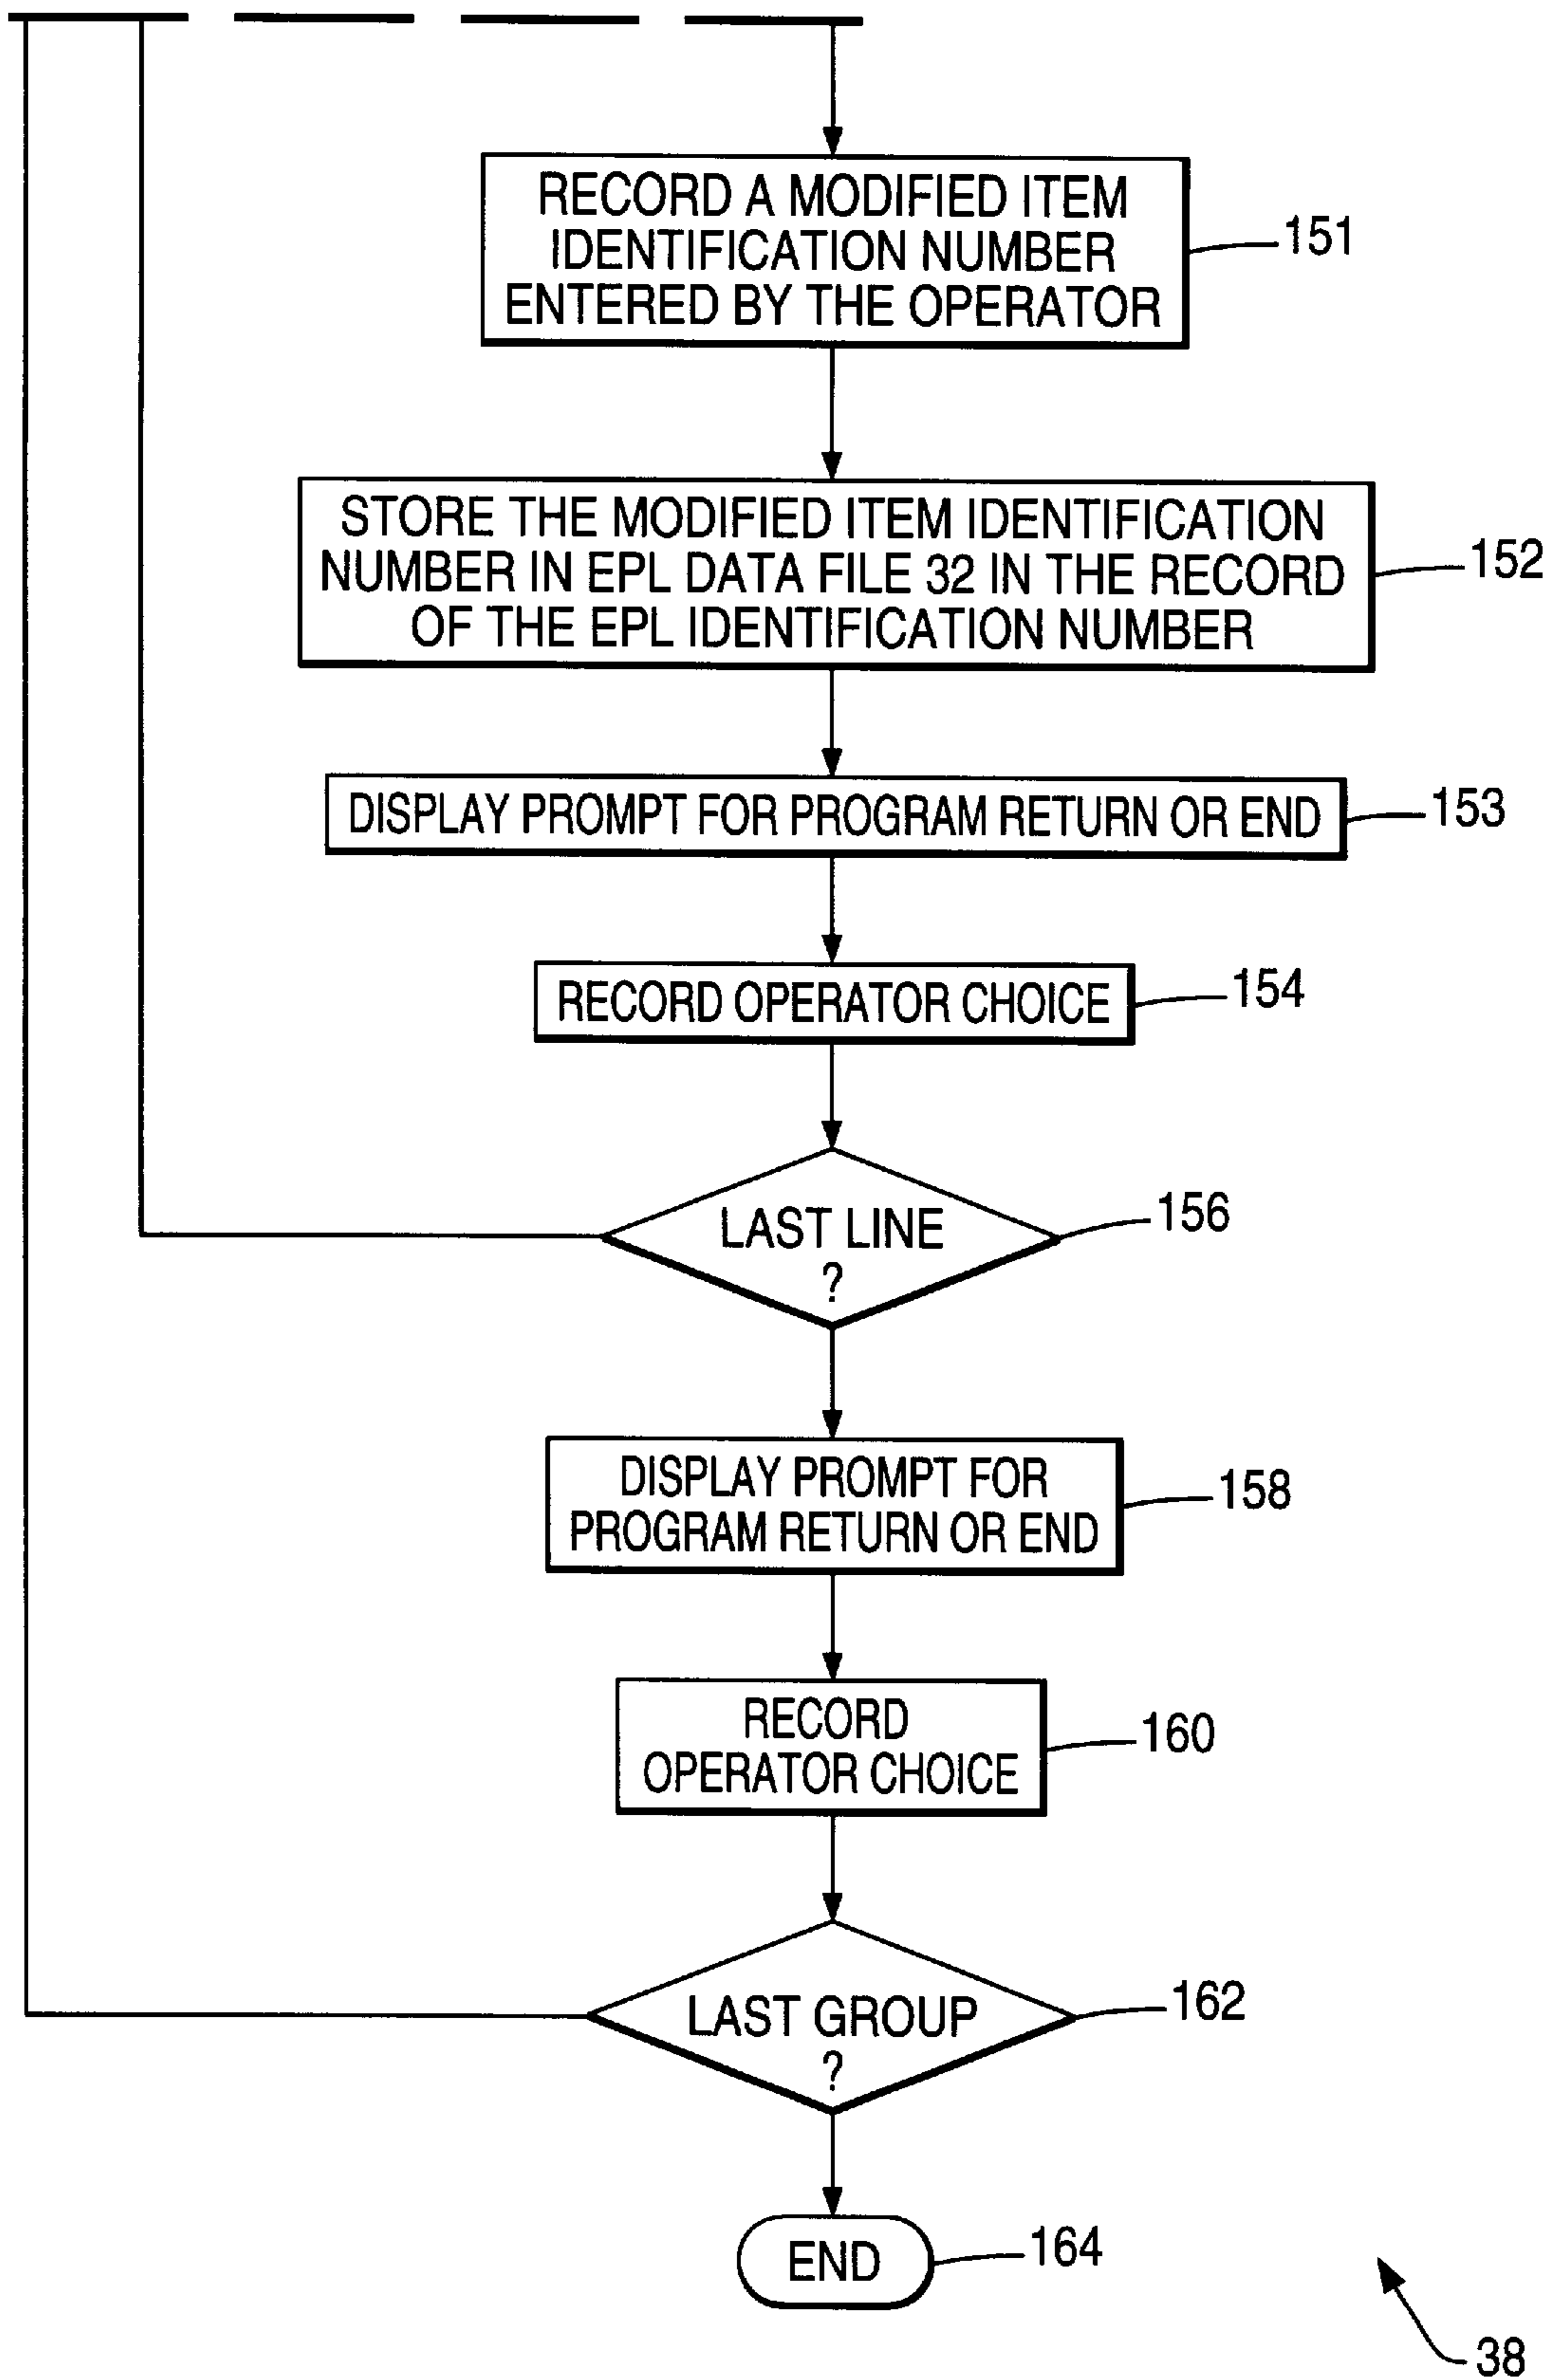 RECORD A MODIFIED ITEM
IDENTIFICATION NUMBER
ENTERED BY THE OPERATOR
151
STORE THE MODIFIED ITEM IDENTIFICATION
NUMBER IN EPL DATA FILE 32 IN THE RECORD
OF THE EPL IDENTIFICATION NUMBER
152
DISPLAY PROMPT FOR PROGRAM RETURN OR END
153
RECORD OPERATOR CHOICE
154
LAST LINE
?
156
DISPLAY PROMPT FOR
PROGRAM RETURN OR END
158
RECORD
OPERATOR CHOICE
160
LAST GROUP
?
162
END
164
38